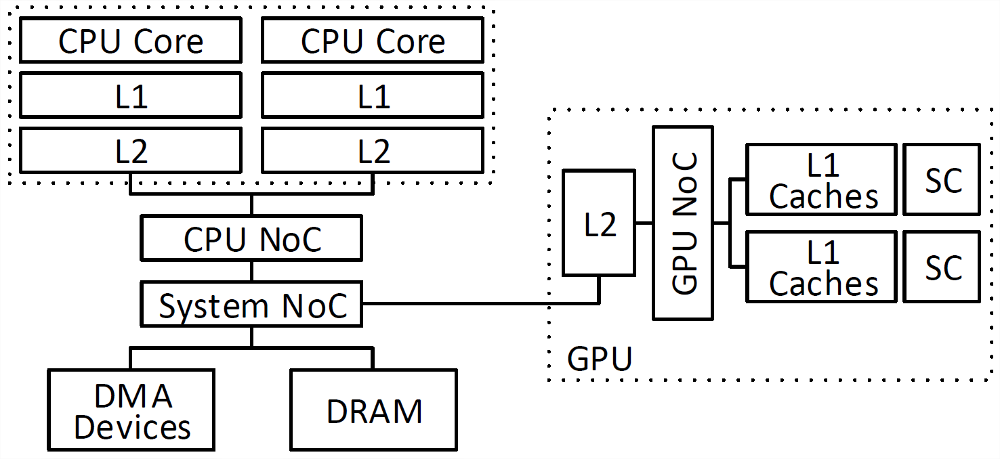 CPU Core
CPU Core
L1
L1
L2
L2
CPU NoC
System NoC
DMA
Devices
DRAM
L2
GPU NoC
L1
Caches
SC
L1
Caches
SC
GPU